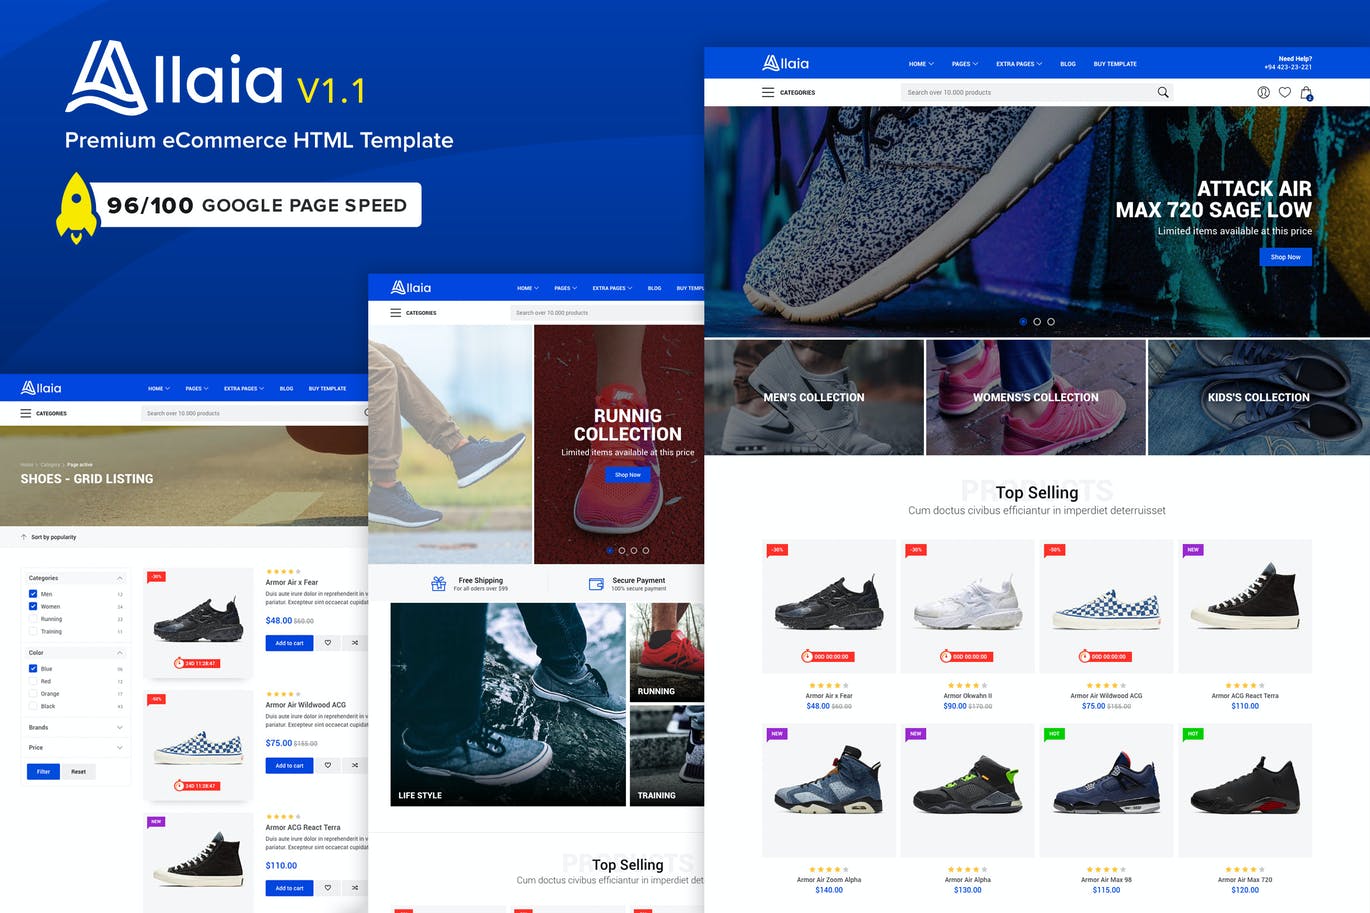 Allaia V1.1
Premium eCommerce HTML Template
96/100 GOOGLE PAGE SPEED
Allaia
HOME
PAGES
EXTRA PAGES
BLOG
BUY TEMPLATE
CATEGORIES
Search over 10.000 products
Home
Category
Page active
SHOES - GRID LISTING
Sort by popularity
Categories
Men 12
Women 24
Running 23
Training 11
Color
Blue 06
Red 12
Orange 17
Black 43
Brands
Price
Filter
Reset
-30%
24D 11:28:47
Armor Air x Fear
Duis aute irure dolor in reprehenderit in v
pariatur. Excepteur sint occaecat cupidat
$48.00 $60.00
Add to cart
24D 11:28:47
Armor Air Wildwood ACG
Duis aute irure dolor in reprehenderit in v
pariatur. Excepteur sint occaecat cupidat
$75.00 $155.00
Add to cart
NEW
Armor ACG React Terra
Duis aute irure dolor in reprehenderit in v
pariatur. Excepteur sint occaecat cupidat
$110.00
Add to cart
Allaia
HOME
PAGES
EXTRA PAGES
BLOG
BUY TEMPL
CATEGORIES
Search over 10.000 products
RUNNIG
COLLECTION
Limited items available at this price
Shop Now
Free Shipping
For all oders over $99
Secure Payment
100% secure payment
LIFE STYLE
RUNNING
TRAINING
PRODUCTS
Top Selling
Cum doctus civibus efficiantur in imperdiet det
Allaia
HOME
PAGES
EXTRA PAGES
BLOG
BUY TEMPLATE
Need Help?
+94 423-23-221
CATEGORIES
Search over 10.000 products
2
ATTACK AIR
MAX 720 SAGE LOW
Limited items available at this price
Shop Now
MEN'S COLLECTION
WOMENS'S COLLECTION
KIDS'S COLLECTION
PRODUCTS
Top Selling
Cum doctus civibus efficiantur in imperdiet deterruisset
-30%
00D 00:00:00
Armor Air x Fear
$48.00 $60.00
-30%
00D 00:00:00
Armor Okwahn II
$90.00 $170.00
-50%
00D 00:00:00
Armor Air Wildwood ACG
$75.00 $155.00
NEW
Armor ACG React Terra
$110.00
NEW
Armor Air Zoom Alpha
$140.00
NEW
Armor Air Alpha
$130.00
HOT
Armor Air Max 98
$115.00
HOT
Armor Air Max 720
$120.00